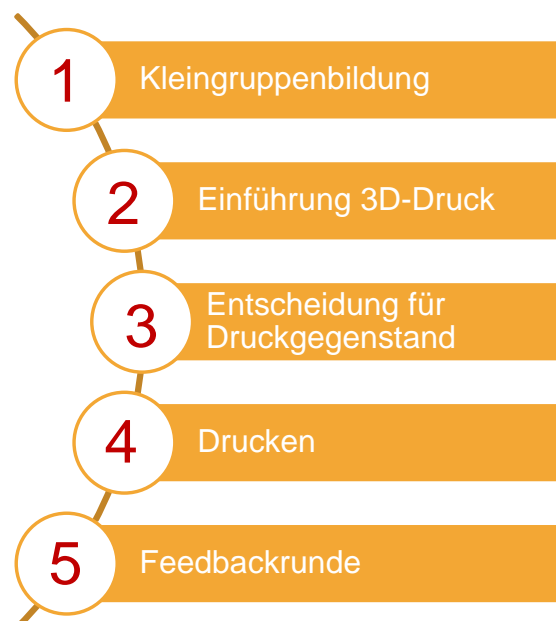 1 Kleingruppenbildung
2 Einführung 3D-Druck
3 Entscheidung für
Druckgegenstand
4 Drucken
5 Feedbackrunde